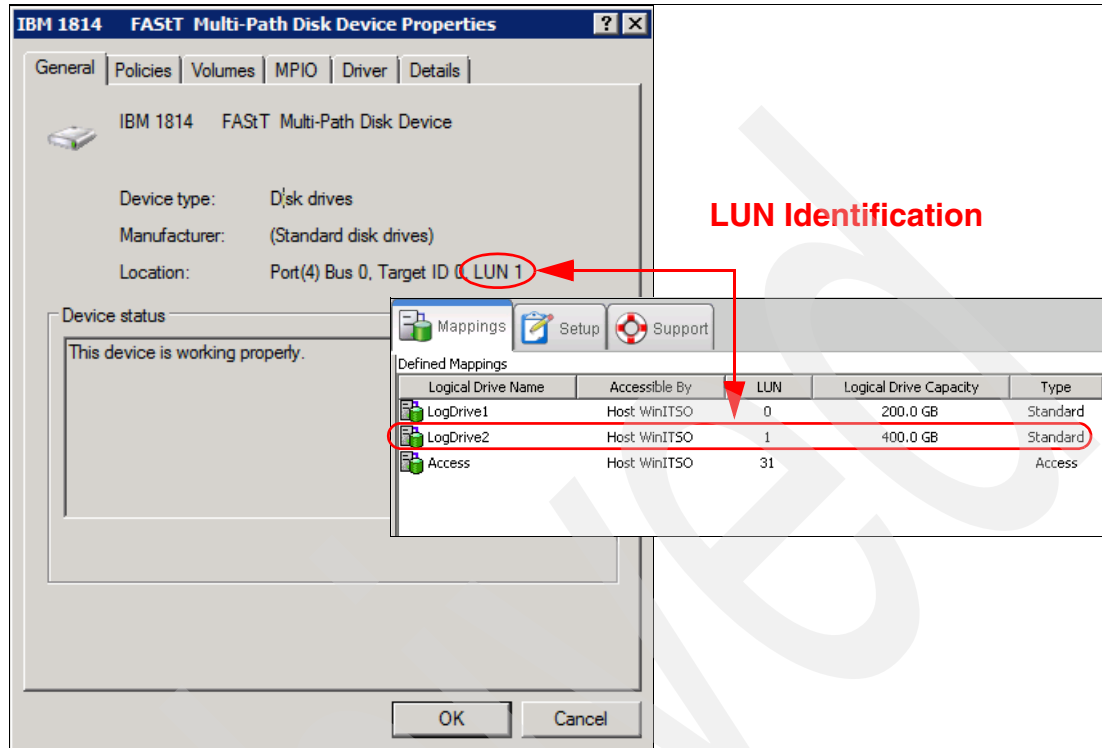 IBM 1814 FAStT Multi-Path Disk Device Properties
General Policies Volumes MPIO Driver Details
IBM 1814 FAStT Multi-Path Disk Device
Device type: Disk drives
Manufacturer: (Standard disk drives)
Location: Port(4) Bus 0, Target ID 0, LUN 1
LUN Identification
Device status
This device is working properly.
Mappings Setup Support
Defined Mappings
Logical Drive Name Accessible By LUN Logical Drive Capacity Type
LogDrive1 Host WinITSO 0 200.0 GB Standard
LogDrive2 Host WinITSO 1 400.0 GB Standard
Access Host WinITSO 31 Access
OK Cancel